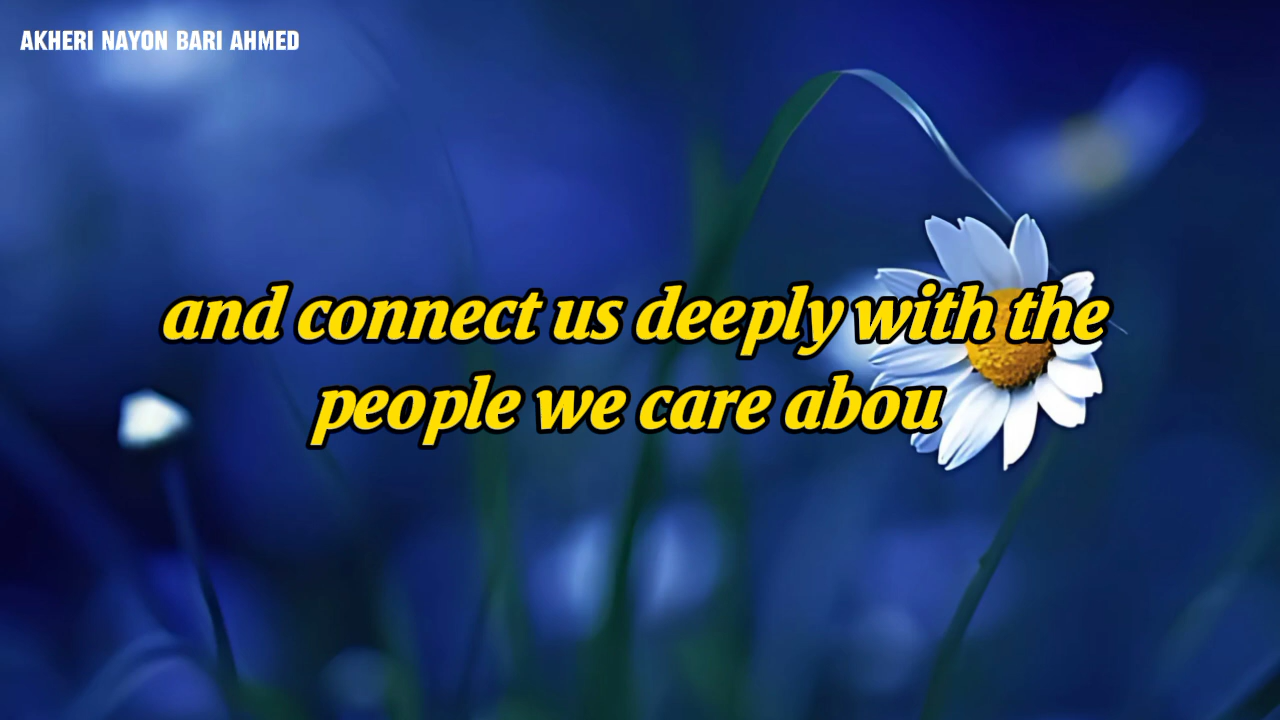 AKHERI NAYON BARI AHMED
and connect us deeply with the
people we care abou